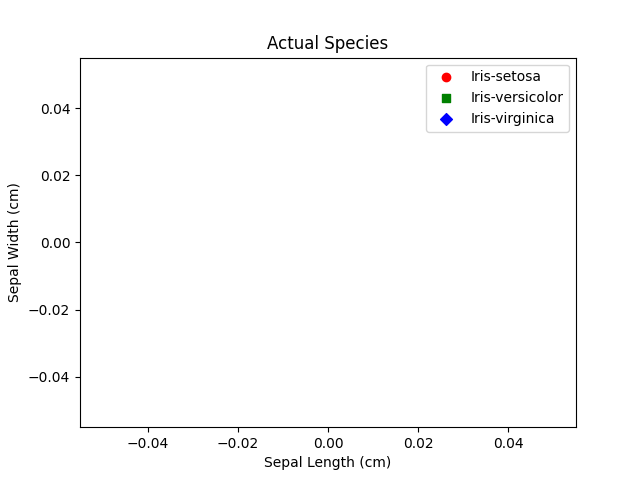 Actual Species
Iris-setosa
Iris-versicolor
Iris-virginica
Sepal Width (cm)
0.04
0.02
0.00
−0.02
−0.04
−0.04 −0.02 0.00 0.02 0.04
Sepal Length (cm)